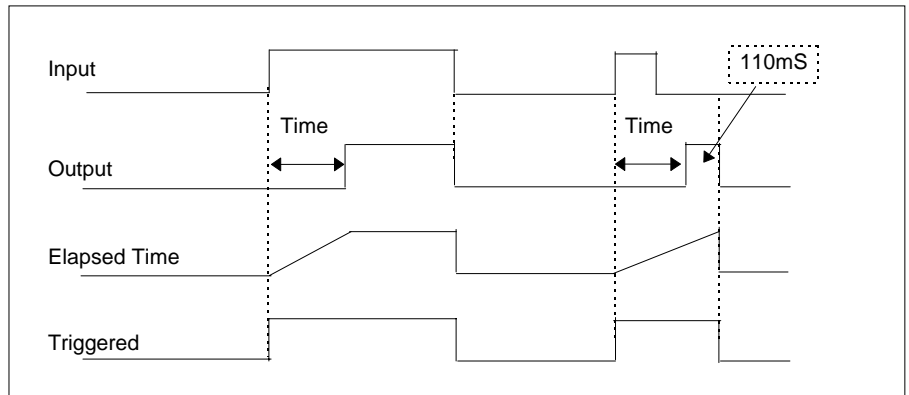 Input
110mS
Time
Time
Output
Elapsed Time
Triggered